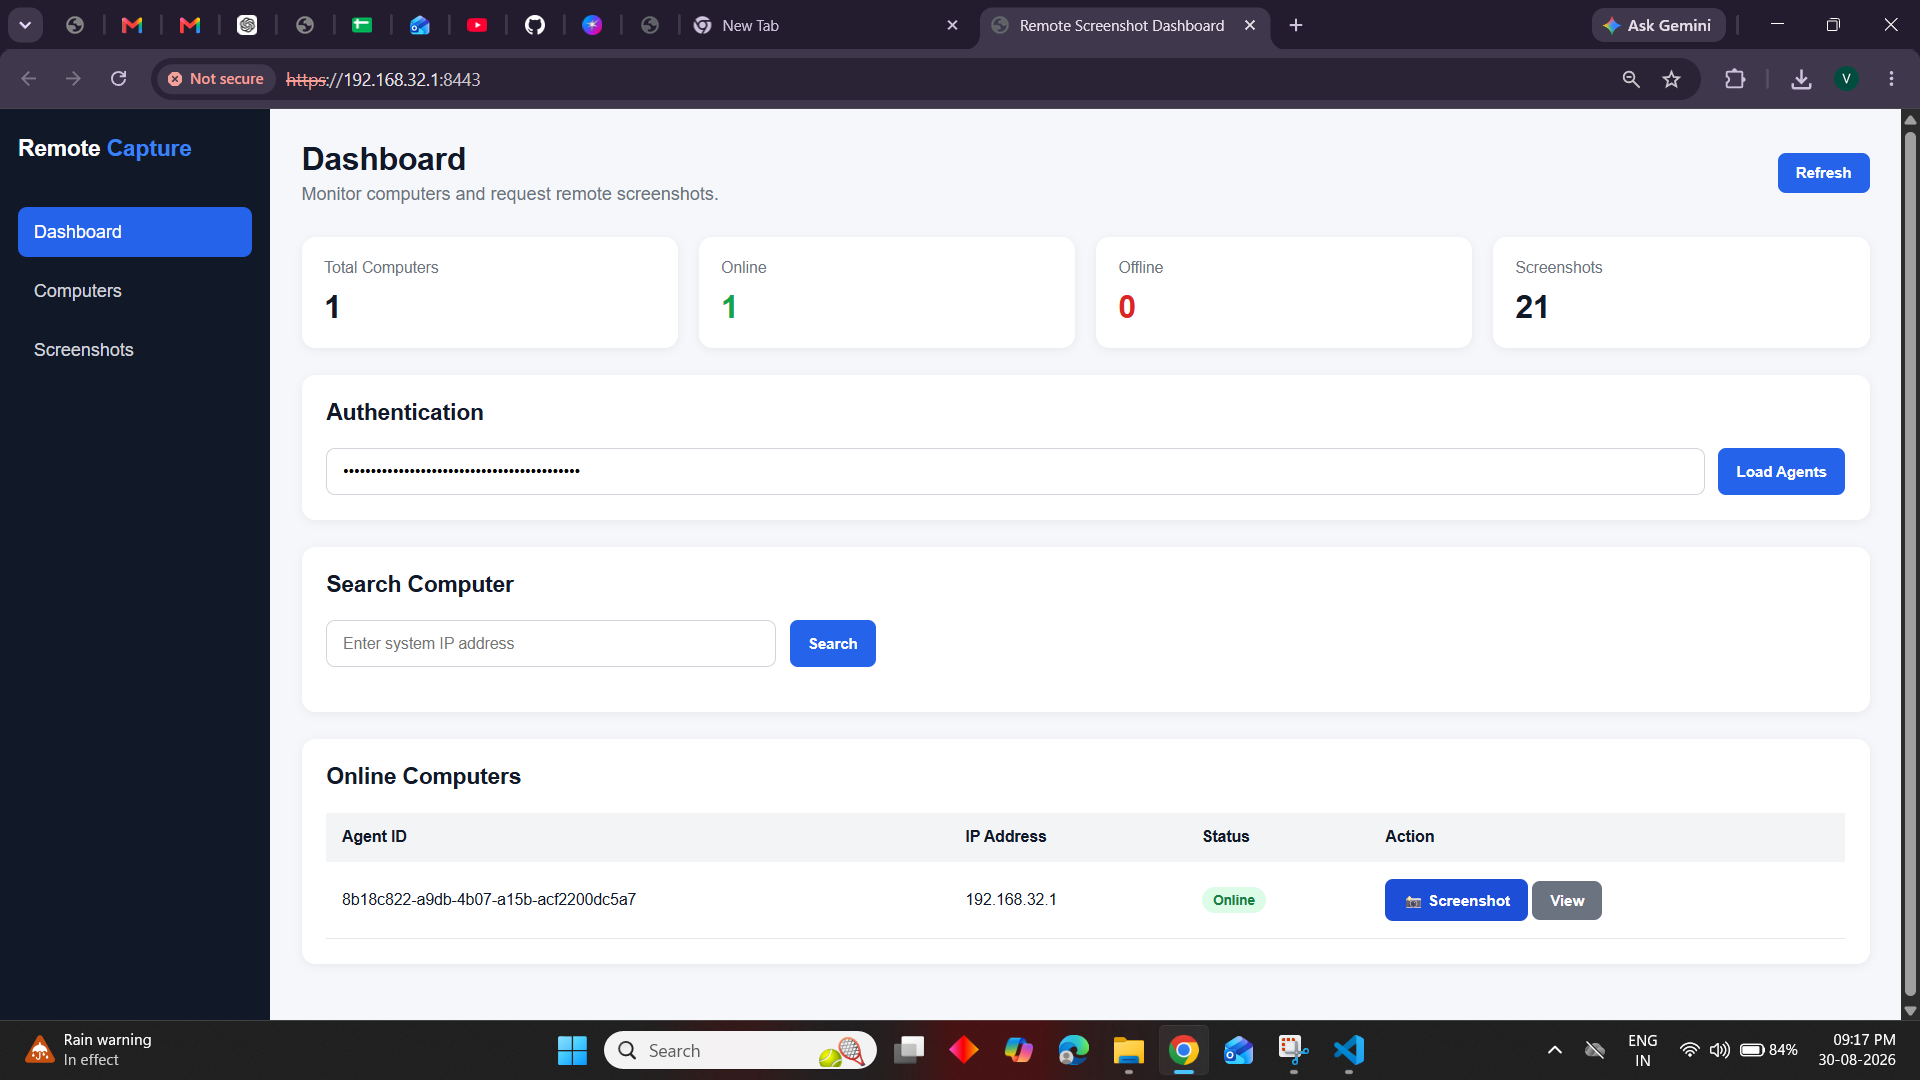 New Tab
Remote Screenshot Dashboard
Ask Gemini
Not secure
https://192.168.32.1:8443
V
Remote Capture
Dashboard
Computers
Screenshots
Dashboard
Monitor computers and request remote screenshots.
Refresh
Total Computers
1
Online
1
Offline
0
Screenshots
21
Authentication
Load Agents
Search Computer
Enter system IP address
Search
Online Computers
Agent ID IP Address Status Action
8b18c822-a9db-4b07-a15b-acf2200dc5a7 192.168.32.1 Online Screenshot View
Rain warning
In effect
Search
ENG
IN
84%
09:17 PM
30-08-2026